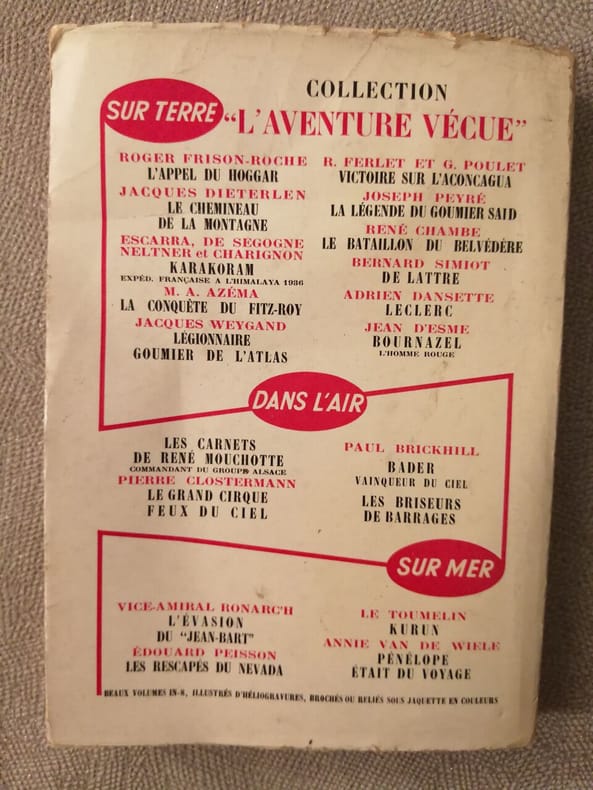 COLLECTION
SUR TERRE
"L'AVENTURE VÉCUE"
ROGER FRISON-ROCHE
L'APPEL DU HOGGAR
JACQUES DIETERLEN
LE CHEMINEAU
DE LA MONTAGNE
ESCARRA, DE SEGOGNE
NELTNER et CHARIGNON
KARAKORAM
EXPÉD. FRANÇAISE A L'HIMALAYA 1936
M. A. AZÉMA
LA CONQUÊTE DU FITZ-ROY
JACQUES WEYGAND
LÉGIONNAIRE
GOUMIER DE L'ATLAS
R. FERLET ET G. POULET
VICTOIRE SUR L'ACONCAGUA
JOSEPH PEYRÉ
LA LÉGENDE DU GOUMIER SAID
RENÉ CHAMBE
LE BATAILLON DU BELVÉDÈRE
BERNARD SIMIOT
DE LATTRE
ADRIEN DANSETTE
LECLERC
JEAN D'ESME
BOURNAZEL
L'HOMME ROUGE
DANS L'AIR
LES CARNETS
DE RENÉ MOUCHOTTE
COMMANDANT DU GROUPE ALSACE
PIERRE CLOSTERMANN
LE GRAND CIRQUE
FEUX DU CIEL
PAUL BRICKHILL
BADER
VAINQUEUR DU CIEL
LES BRISEURS
DE BARRAGES
SUR MER
VICE-AMIRAL RONARC'H
L'ÉVASION
DU "JEAN-BART"
ÉDOUARD PEISSON
LES RESCAPÉS DU NEVADA
LE TOUMELIN
KURUN
ANNIE VAN DE WIELE
PÉNÉLOPE
ÉTAIT DU VOYAGE
BEAUX VOLUMES IN-8, ILLUSTRÉS D'HÉLIOGRAVURES, BROCHÉS OU RELIÉS SOUS JAQUETTE EN COULEURS